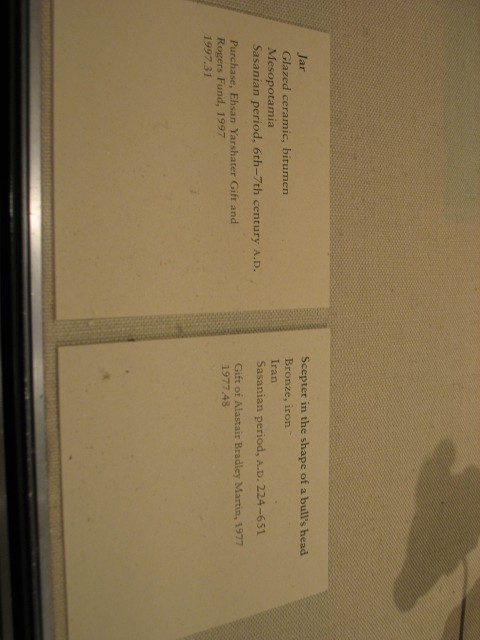 Jar
Glazed ceramic, bitumen
Mesopotamia
Sasanian period, 6th–7th century A.D.
Purchase, Ehsan Yarshater Gift and
Rogers Fund, 1997
1997.31
Scepter in the shape of a bull's head
Bronze, iron
Iran
Sasanian period, A.D. 224–651
Gift of Alastair Bradley Martin, 1977
1977.48